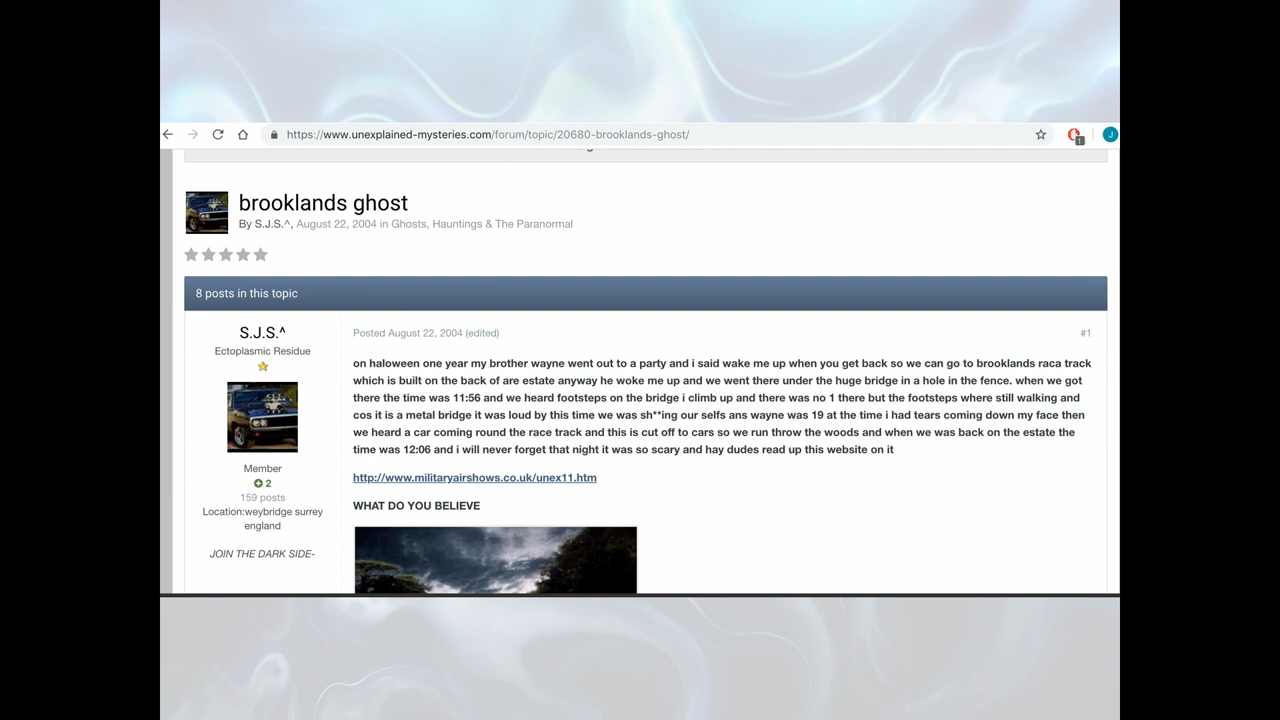 https://www.unexplained-mysteries.com/forum/topic/20680-brooklands-ghost/
1
J
brooklands ghost
By S.J.S.^, August 22, 2004 in Ghosts, Hauntings & The Paranormal
8 posts in this topic
S.J.S.^
Ectoplasmic Residue
Member
2
159 posts
Location:weybridge surrey
england
JOIN THE DARK SIDE-
Posted August 22, 2004 (edited)
#1
on haloween one year my brother wayne went out to a party and i said wake me up when you get back so we can go to brooklands raca track
which is built on the back of are estate anyway he woke me up and we went there under the huge bridge in a hole in the fence. when we got
there the time was 11:56 and we heard footsteps on the bridge i climb up and there was no 1 there but the footsteps where still walking and
cos it is a metal bridge it was loud by this time we was sh**ing our selfs ans wayne was 19 at the time i had tears coming down my face then
we heard a car coming round the race track and this is cut off to cars so we run throw the woods and when we was back on the estate the
time was 12:06 and i will never forget that night it was so scary and hay dudes read up this website on it
http://www.militaryairshows.co.uk/unex11.htm
WHAT DO YOU BELIEVE